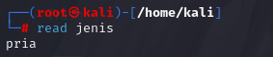 ┌──(root㉿kali)-[/home/kali]
└─# read jenis
pria